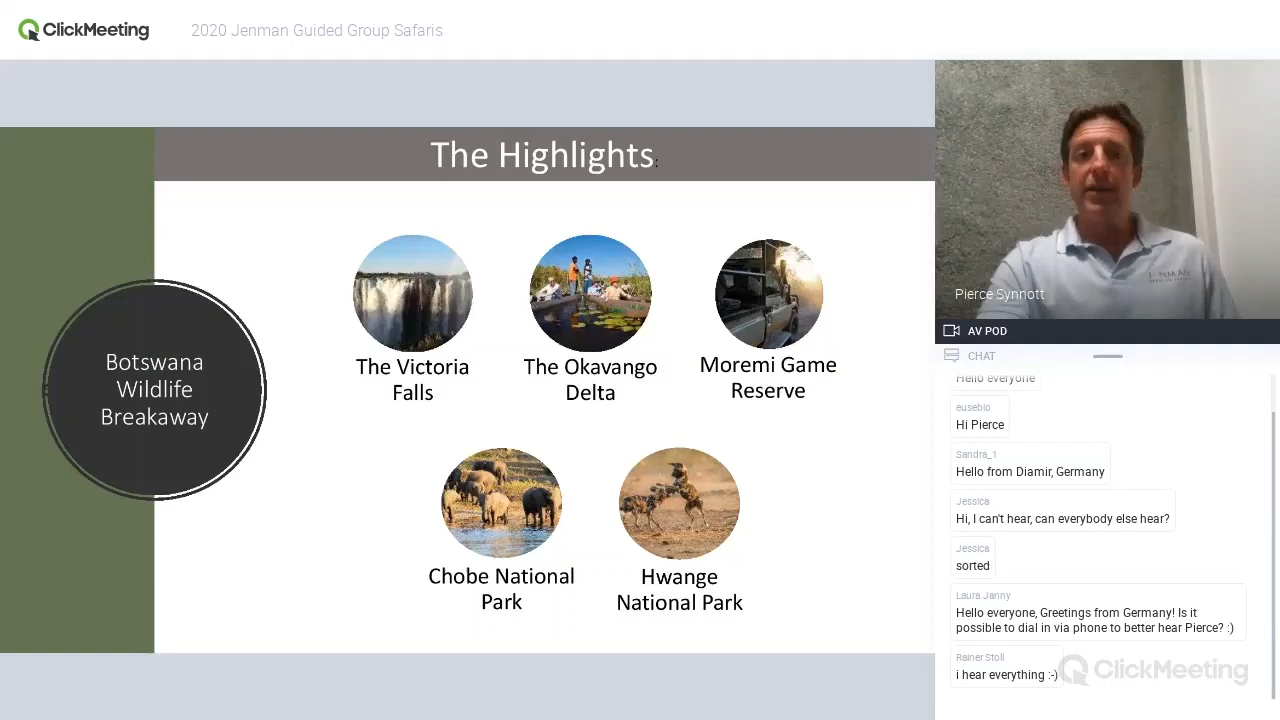 ClickMeeting
2020 Jenman Guided Group Safaris
The Highlights:
Botswana
Wildlife
Breakaway
The Victoria
Falls
The Okavango
Delta
Moremi Game
Reserve
Chobe National
Park
Hwange
National Park
Pierce Synnott
AV POD
CHAT
Hello everyone
eusebio
Hi Pierce
Sandra_1
Hello from Diamir, Germany
Jessica
Hi, I can't hear, can everybody else hear?
Jessica
sorted
Laura.Janny
Hello everyone, Greetings from Germany! Is it
possible to dial in via phone to better hear Pierce? :)
Rainer Stoll
i hear everything :-)
ClickMeeting